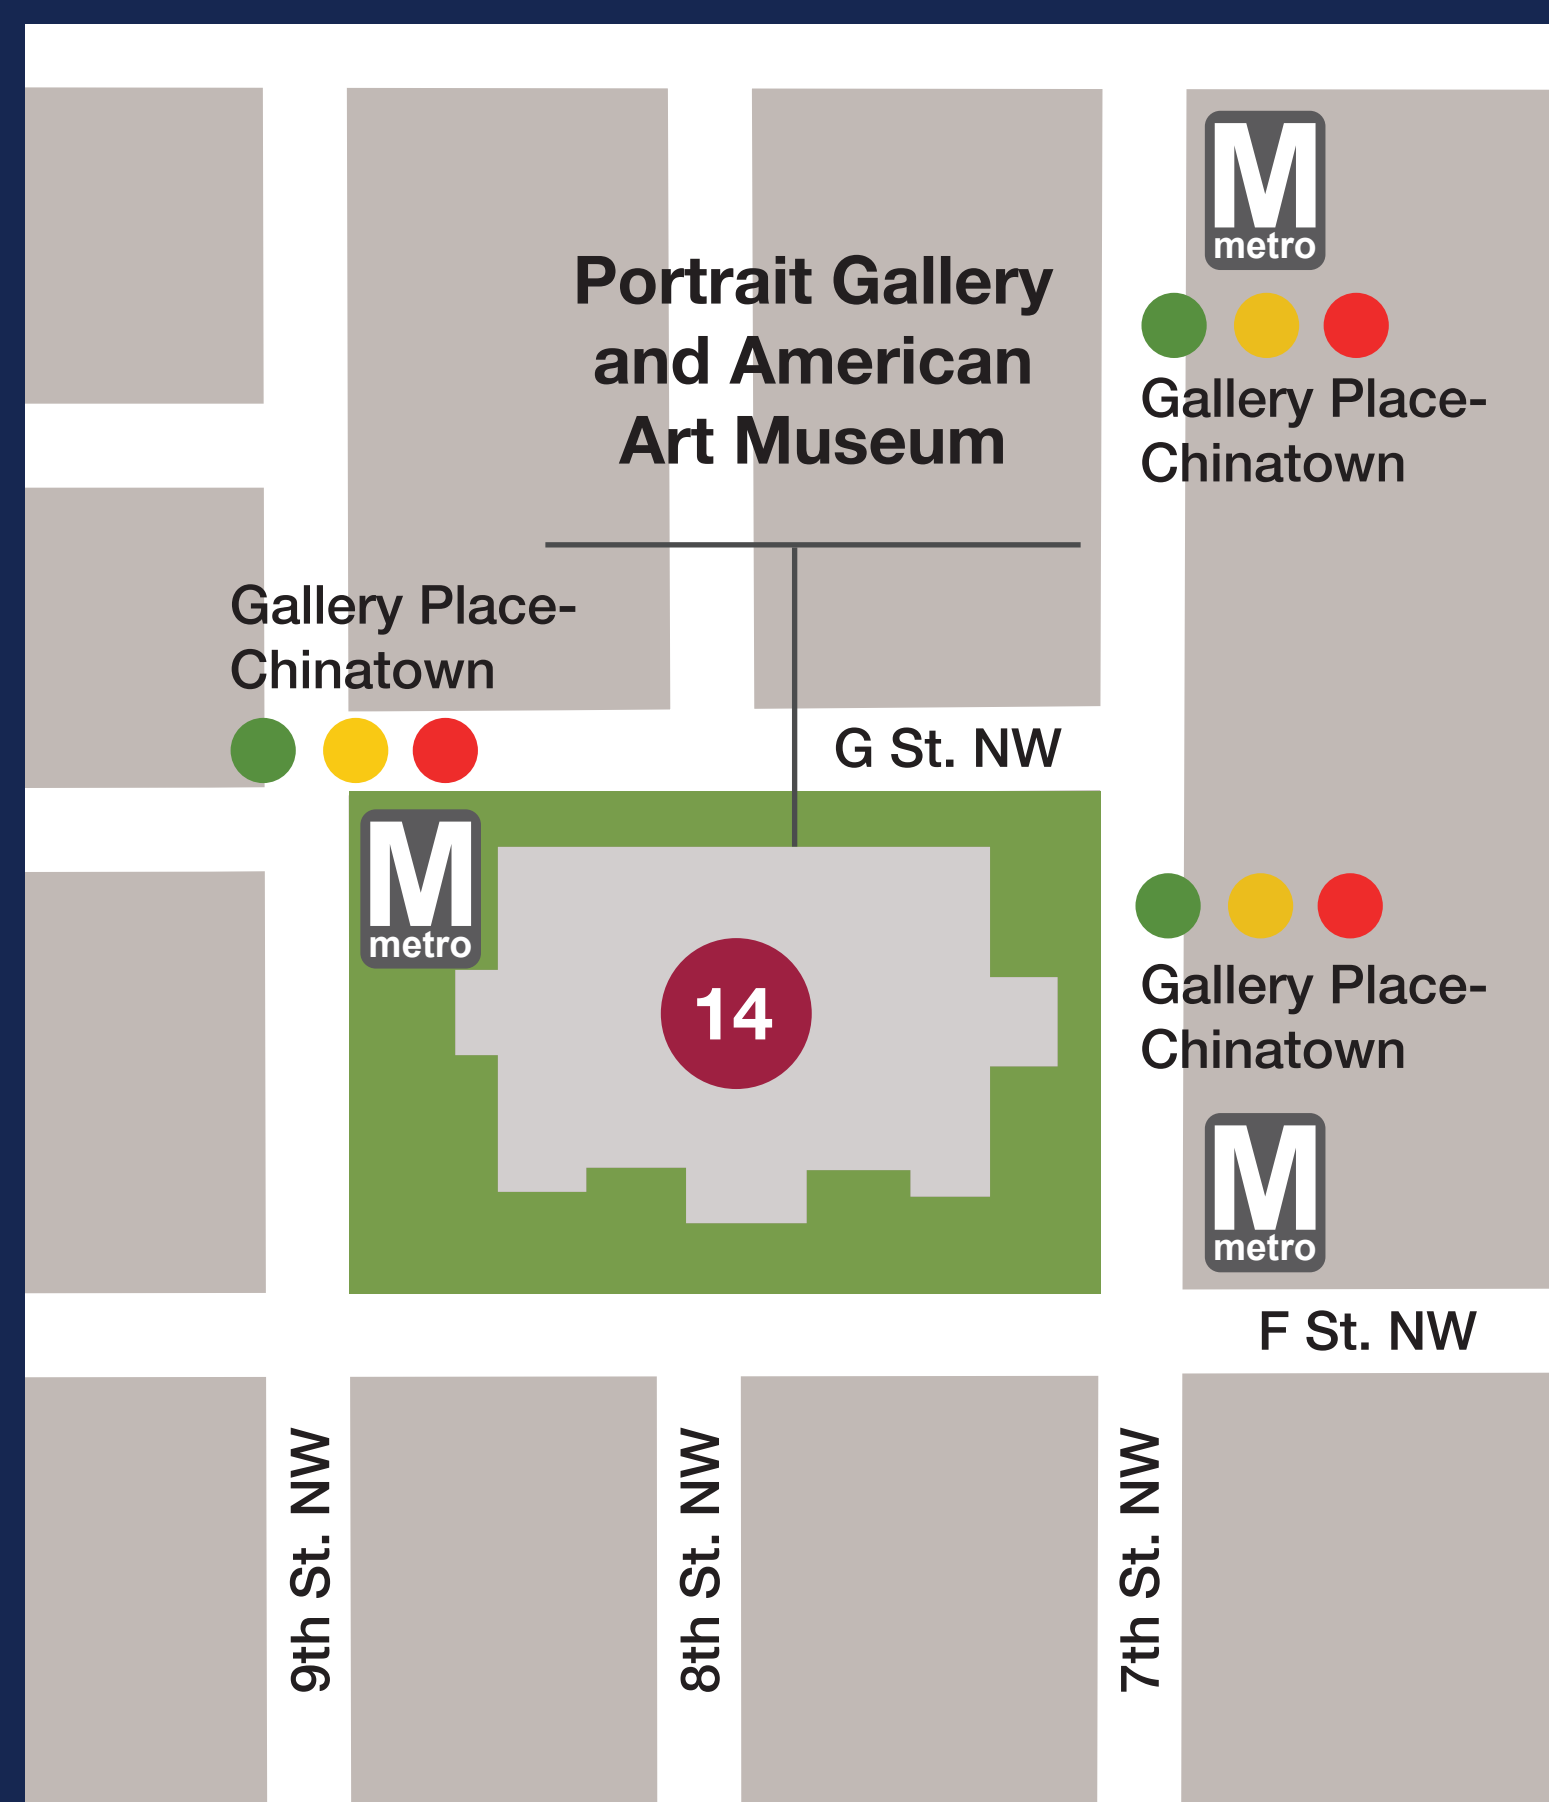 M
metro
Portrait Gallery
and American
Art Museum
Gallery Place-
Chinatown
Gallery Place-
Chinatown
G St. NW
M
metro
14
Gallery Place-
Chinatown
M
metro
F St. NW
9th St. NW
8th St. NW
7th St. NW